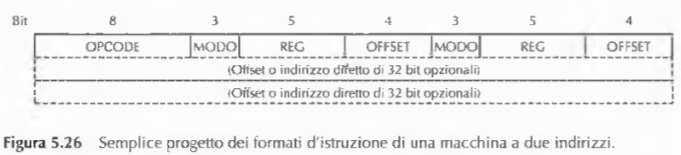 Bit 8 3 5 4 3 5 4
OPCODE MODO REG OFFSET MODO REG OFFSET
(Offset o indirizzo diretto di 32 bit opzionali)
(Offset o indirizzo diretto di 32 bit opzionali)
Figura 5.26 Semplice progetto dei formati d'istruzione di una macchina a due indirizzi.